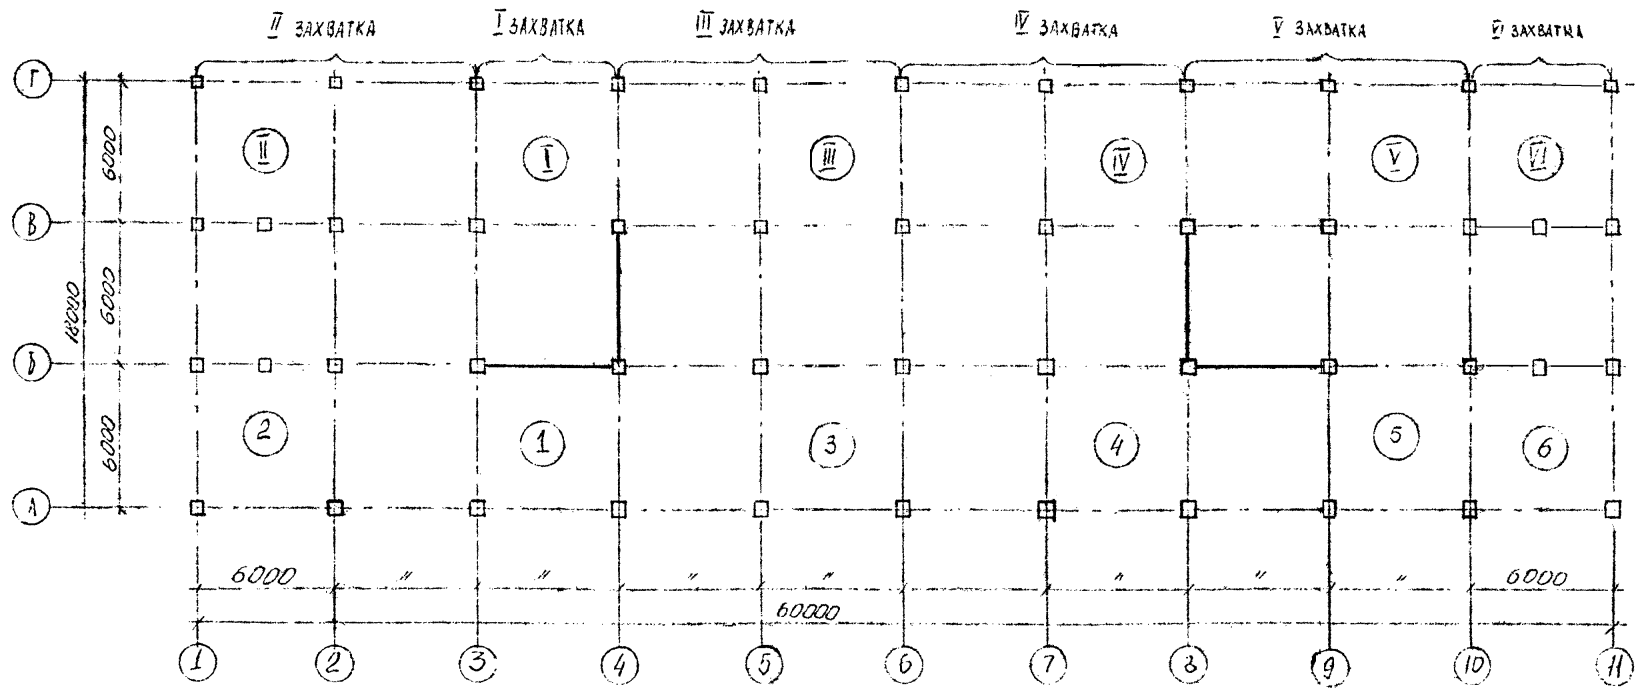 II ЗАХВАТКА I ЗАХВАТКА III ЗАХВАТКА IV ЗАХВАТКА V ЗАХВАТКА VI ЗАХВАТКА
Г
II I III IV V VI
6000
В
18000
6000
Б
2 1 3 4 5 6
6000
А
6000 " " " " " " " 6000
60000
1 2 3 4 5 6 7 8 9 10 11